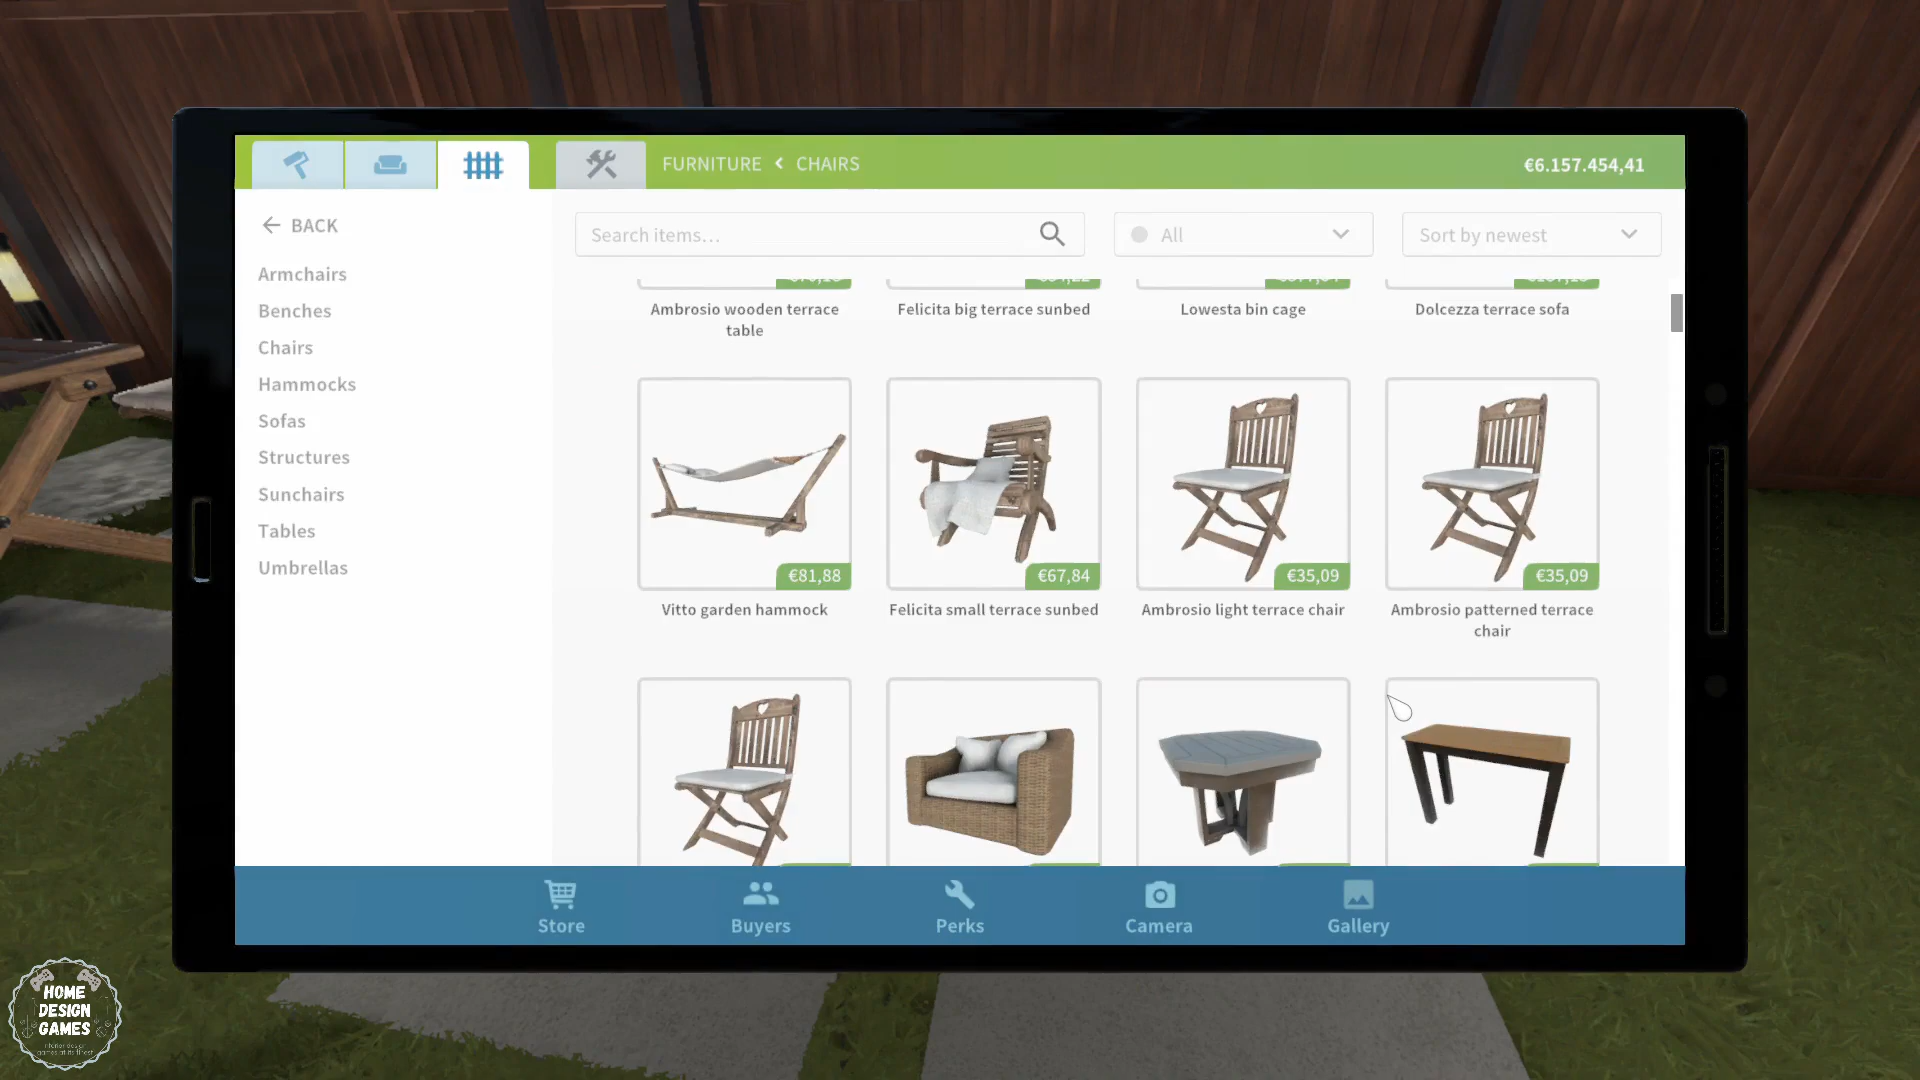 FURNITURE < CHAIRS
€6.157.454,41
BACK
Search items...
All
Sort by newest
Armchairs
Benches
Chairs
Hammocks
Sofas
Structures
Sunchairs
Tables
Umbrellas
Ambrosio wooden terrace
table
Felicita big terrace sunbed
Lowesta bin cage
Dolcezza terrace sofa
€81,88
€67,84
€35,09
€35,09
Vitto garden hammock
Felicita small terrace sunbed
Ambrosio light terrace chair
Ambrosio patterned terrace
chair
Store
Buyers
Perks
Camera
Gallery
HOME
DESIGN
GAMES